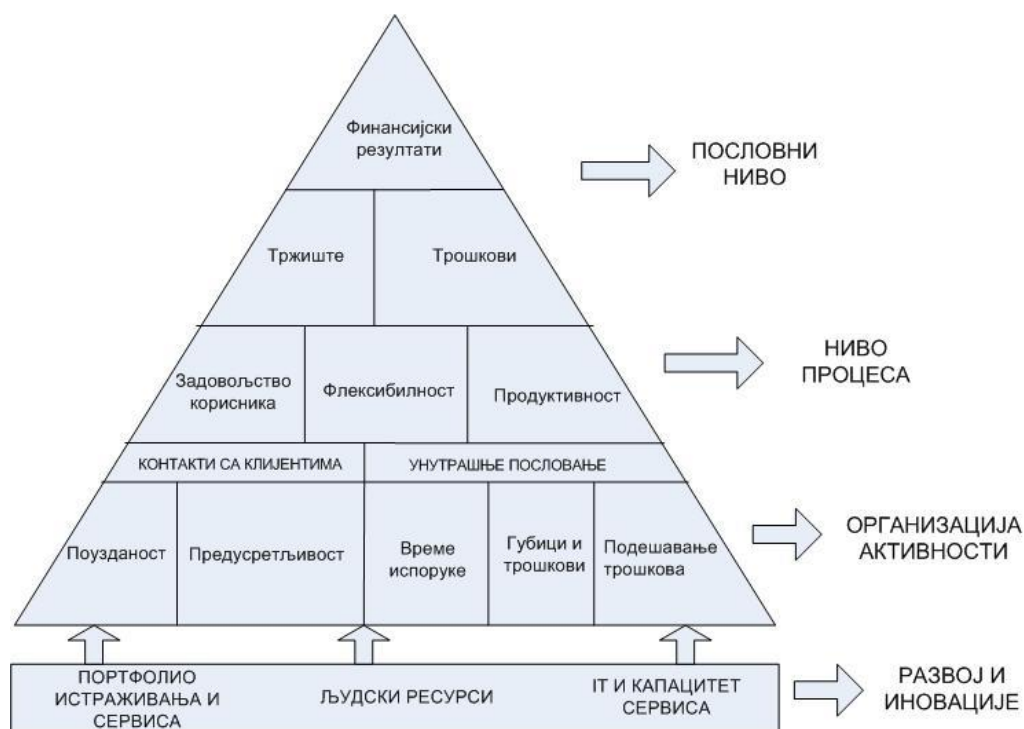 Финансијски
резултати
ПОСЛОВНИ
НИВО
Тржиште
Трошкови
Задовољство
корисника
Флексибилност
Продуктивност
НИВО
ПРОЦЕСА
КОНТАКТИ СА КЛИЈЕНТИМА
УНУТРАШЊЕ ПОСЛОВАЊЕ
Поузданост
Предусретљивост
Време
испоруке
Губици и
трошкови
Подешавање
трошкова
ОРГАНИЗАЦИЈА
АКТИВНОСТИ
ПОРТФОЛИО
ИСТРАЖИВАЊА И
СЕРВИСА
ЉУДСКИ РЕСУРСИ
IT И КАПАЦИТЕТ
СЕРВИСА
РАЗВОЈ И
ИНОВАЦИЈЕ